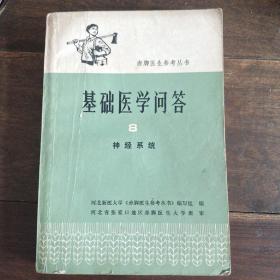 赤脚医生参考丛书
基础医学问答
8
神经系统
河北新医大学《赤脚医生参考丛书》编写组 编
河北省张家口地区赤脚医生大学教审